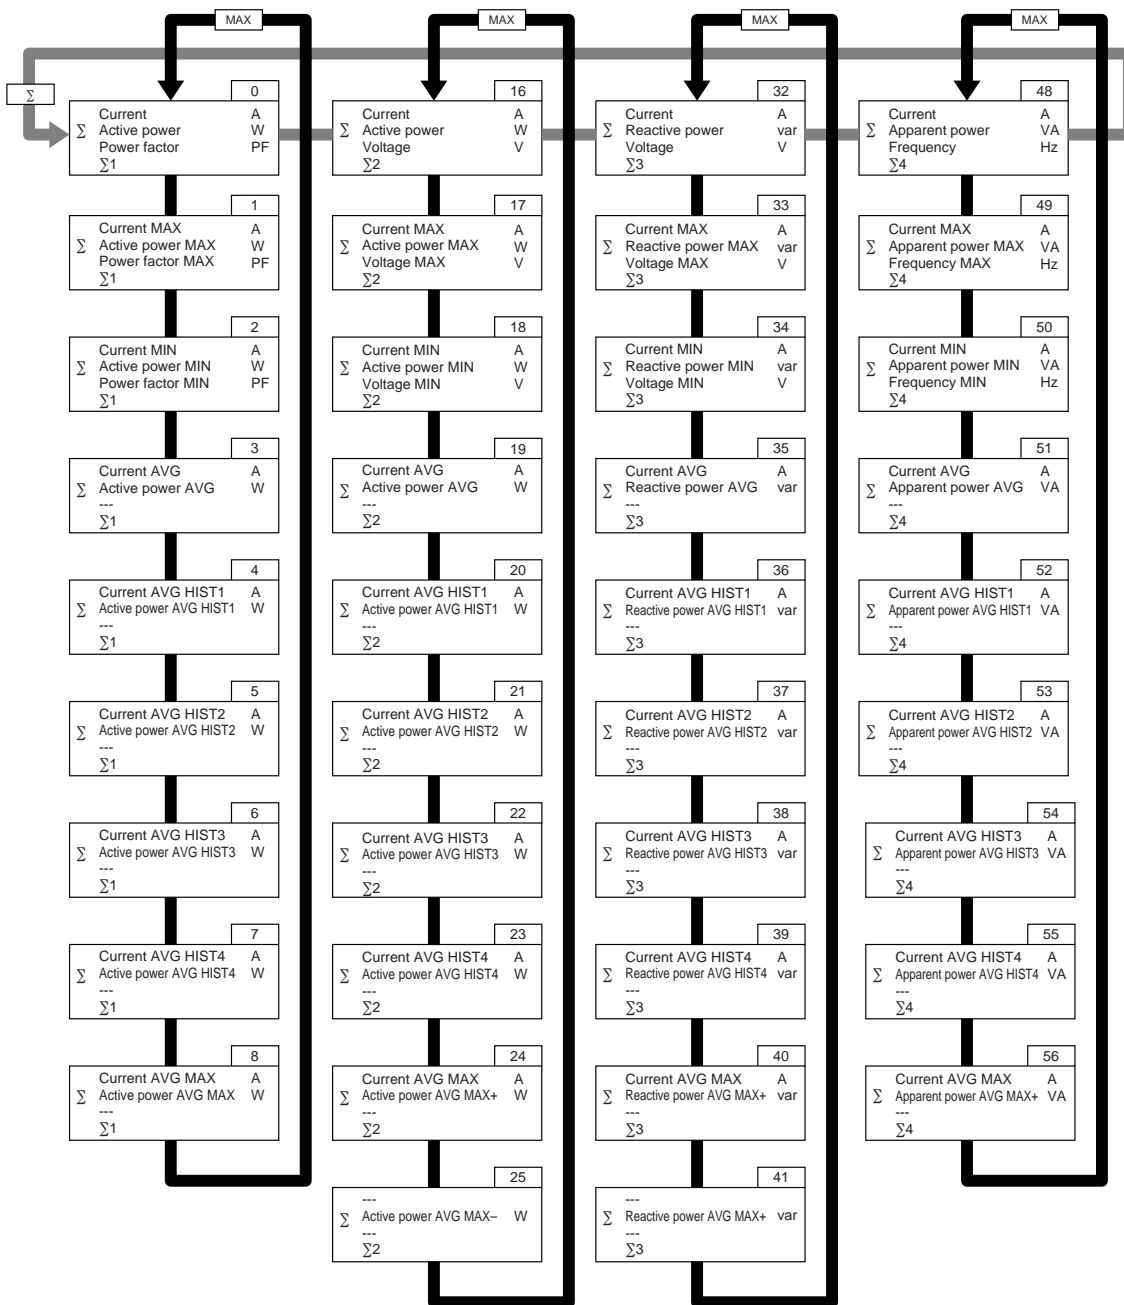 MAX
MAX
MAX
MAX
∑
0
∑ Current A
Active power W
Power factor PF
∑1
16
∑ Current A
Active power W
Voltage V
∑2
32
∑ Current A
Reactive power var
Voltage V
∑3
48
∑ Current A
Apparent power VA
Frequency Hz
∑4
1
∑ Current MAX A
Active power MAX W
Power factor MAX PF
∑1
17
∑ Current MAX A
Active power MAX W
Voltage MAX V
∑2
33
∑ Current MAX A
Reactive power MAX var
Voltage MAX V
∑3
49
∑ Current MAX A
Apparent power MAX VA
Frequency MAX Hz
∑4
2
∑ Current MIN A
Active power MIN W
Power factor MIN PF
∑1
18
∑ Current MIN A
Active power MIN W
Voltage MIN V
∑2
34
∑ Current MIN A
Reactive power MIN var
Voltage MIN V
∑3
50
∑ Current MIN A
Apparent power MIN VA
Frequency MIN Hz
∑4
3
∑ Current AVG A
Active power AVG W
---
∑1
19
∑ Current AVG A
Active power AVG W
---
∑2
35
∑ Current AVG A
Reactive power AVG var
---
∑3
51
∑ Current AVG A
Apparent power AVG VA
---
∑4
4
∑ Current AVG HIST1 A
Active power AVG HIST1 W
---
∑1
20
∑ Current AVG HIST1 A
Active power AVG HIST1 W
---
∑2
36
∑ Current AVG HIST1 A
Reactive power AVG HIST1 var
---
∑3
52
∑ Current AVG HIST1 A
Apparent power AVG HIST1 VA
---
∑4
5
∑ Current AVG HIST2 A
Active power AVG HIST2 W
---
∑1
21
∑ Current AVG HIST2 A
Active power AVG HIST2 W
---
∑2
37
∑ Current AVG HIST2 A
Reactive power AVG HIST2 var
---
∑3
53
∑ Current AVG HIST2 A
Apparent power AVG HIST2 VA
---
∑4
6
∑ Current AVG HIST3 A
Active power AVG HIST3 W
---
∑1
22
∑ Current AVG HIST3 A
Active power AVG HIST3 W
---
∑2
38
∑ Current AVG HIST3 A
Reactive power AVG HIST3 var
---
∑3
54
∑ Current AVG HIST3 A
Apparent power AVG HIST3 VA
---
∑4
7
∑ Current AVG HIST4 A
Active power AVG HIST4 W
---
∑1
23
∑ Current AVG HIST4 A
Active power AVG HIST4 W
---
∑2
39
∑ Current AVG HIST4 A
Reactive power AVG HIST4 var
---
∑3
55
∑ Current AVG HIST4 A
Apparent power AVG HIST4 VA
---
∑4
8
∑ Current AVG MAX A
Active power AVG MAX W
---
∑1
24
∑ Current AVG MAX A
Active power AVG MAX+ W
---
∑2
40
∑ Current AVG MAX A
Reactive power AVG MAX+ var
---
∑3
56
∑ Current AVG MAX A
Apparent power AVG MAX+ VA
---
∑4
25
---
∑ Active power AVG MAX– W
---
∑2
41
---
∑ Reactive power AVG MAX+ var
---
∑3